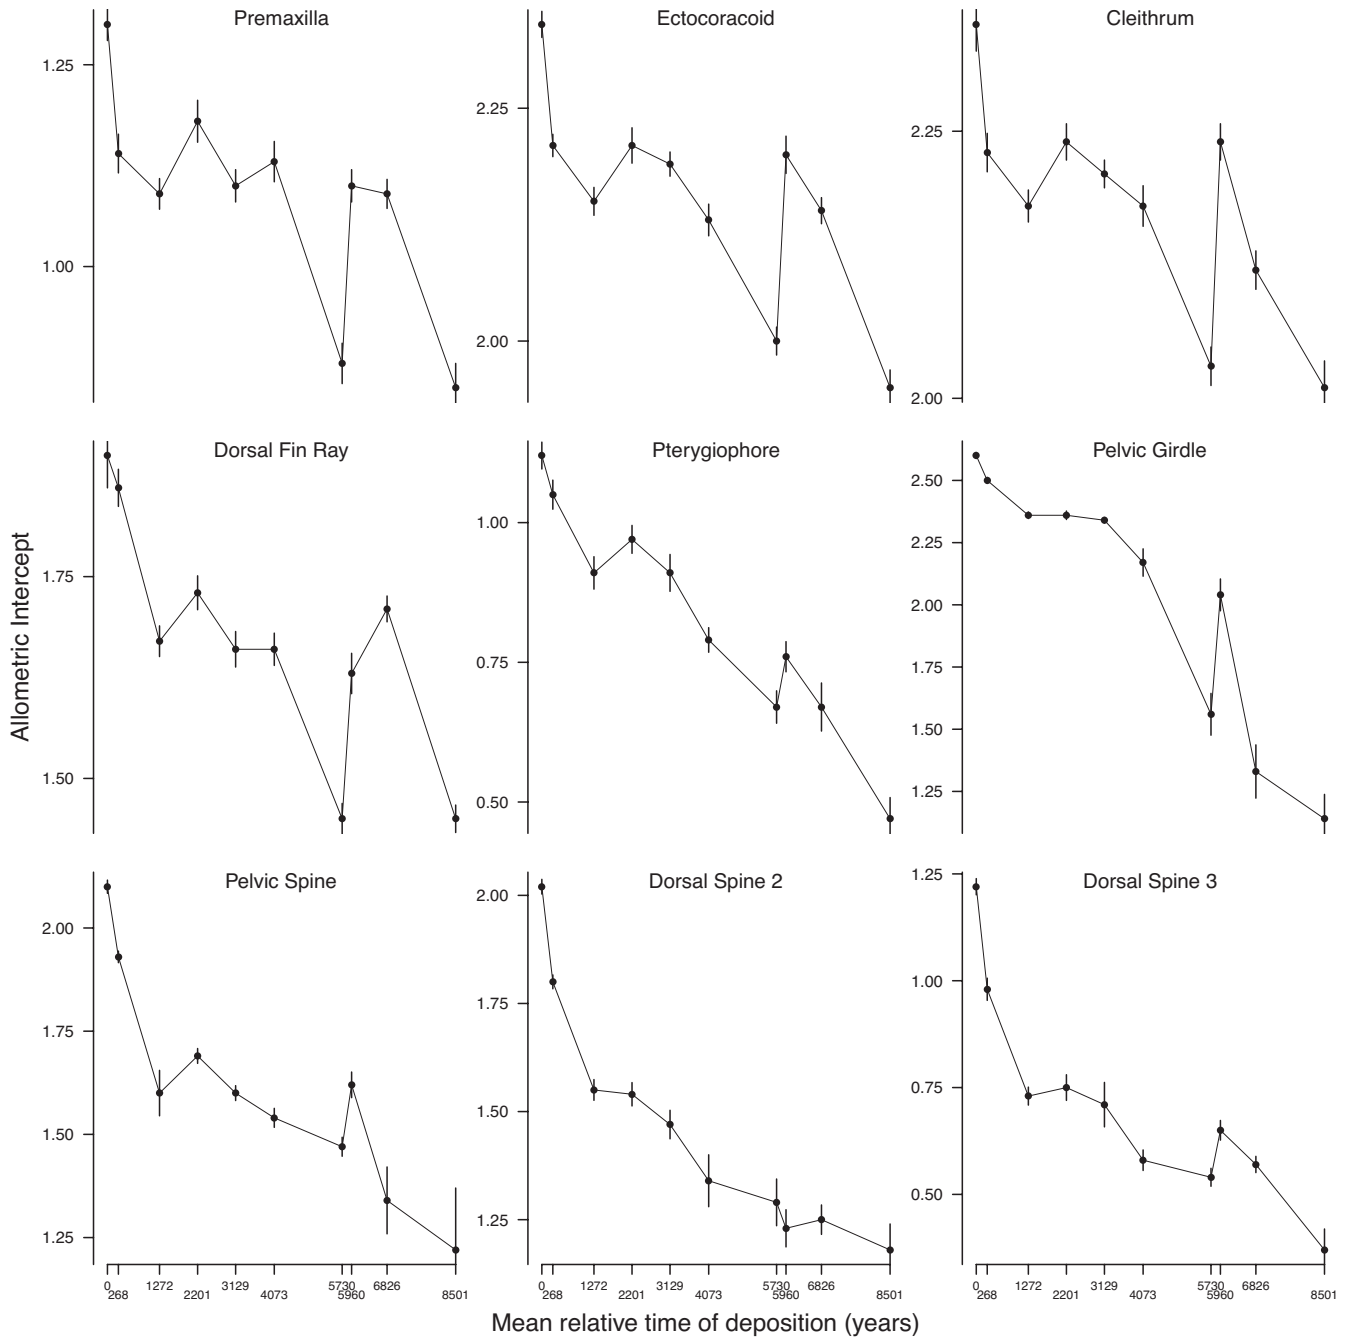 Premaxilla
Ectocoracoid
Cleithrum
1.25
1.00
2.25
2.00
2.25
2.00
Dorsal Fin Ray
Pterygiophore
Pelvic Girdle
1.75
1.50
1.00
0.75
0.50
2.50
2.25
2.00
1.75
1.50
1.25
Allometric Intercept
Pelvic Spine
Dorsal Spine 2
Dorsal Spine 3
2.00
1.75
1.50
1.25
2.00
1.75
1.50
1.25
1.25
1.00
0.75
0.50
0 1272 3129 5730 6826
268 2201 4073 5960 8501
0 1272 3129 5730 6826
268 2201 4073 5960 8501
0 1272 3129 5730 6826
268 2201 4073 5960 8501
Mean relative time of deposition (years)